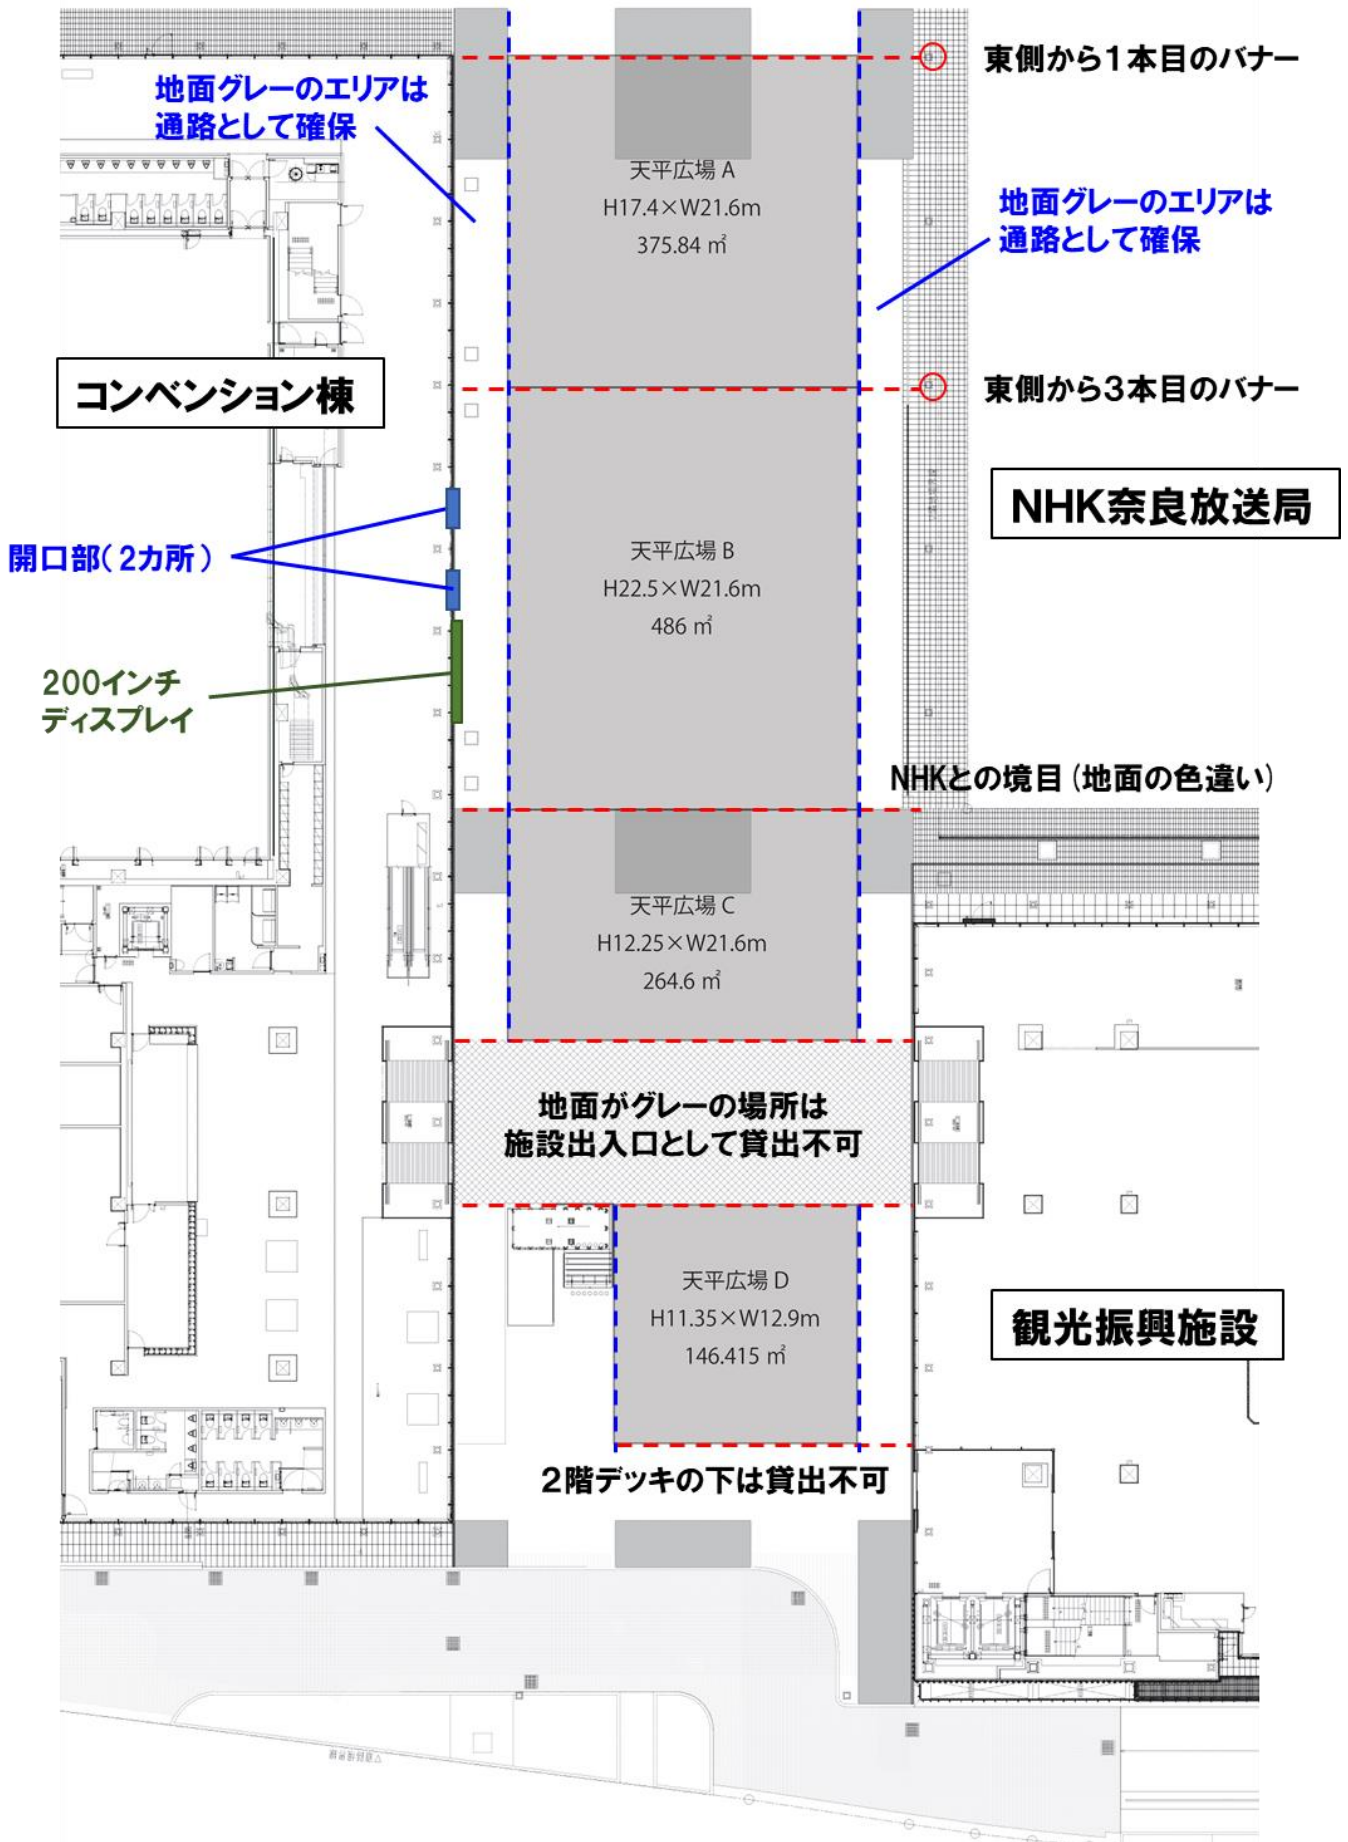 東側から1本目のバナー
地面グレーのエリアは
通路として確保
天平広場 A
H17.4×W21.6m
375.84 ㎡
地面グレーのエリアは
通路として確保
コンベンション棟
東側から3本目のバナー
NHK奈良放送局
開口部(2カ所)
天平広場 B
H22.5×W21.6m
486 ㎡
200インチ
ディスプレイ
NHKとの境目(地面の色違い)
天平広場 C
H12.25×W21.6m
264.6 ㎡
地面がグレーの場所は
施設出入口として貸出不可
天平広場 D
H11.35×W12.9m
146.415 ㎡
観光振興施設
2階デッキの下は貸出不可